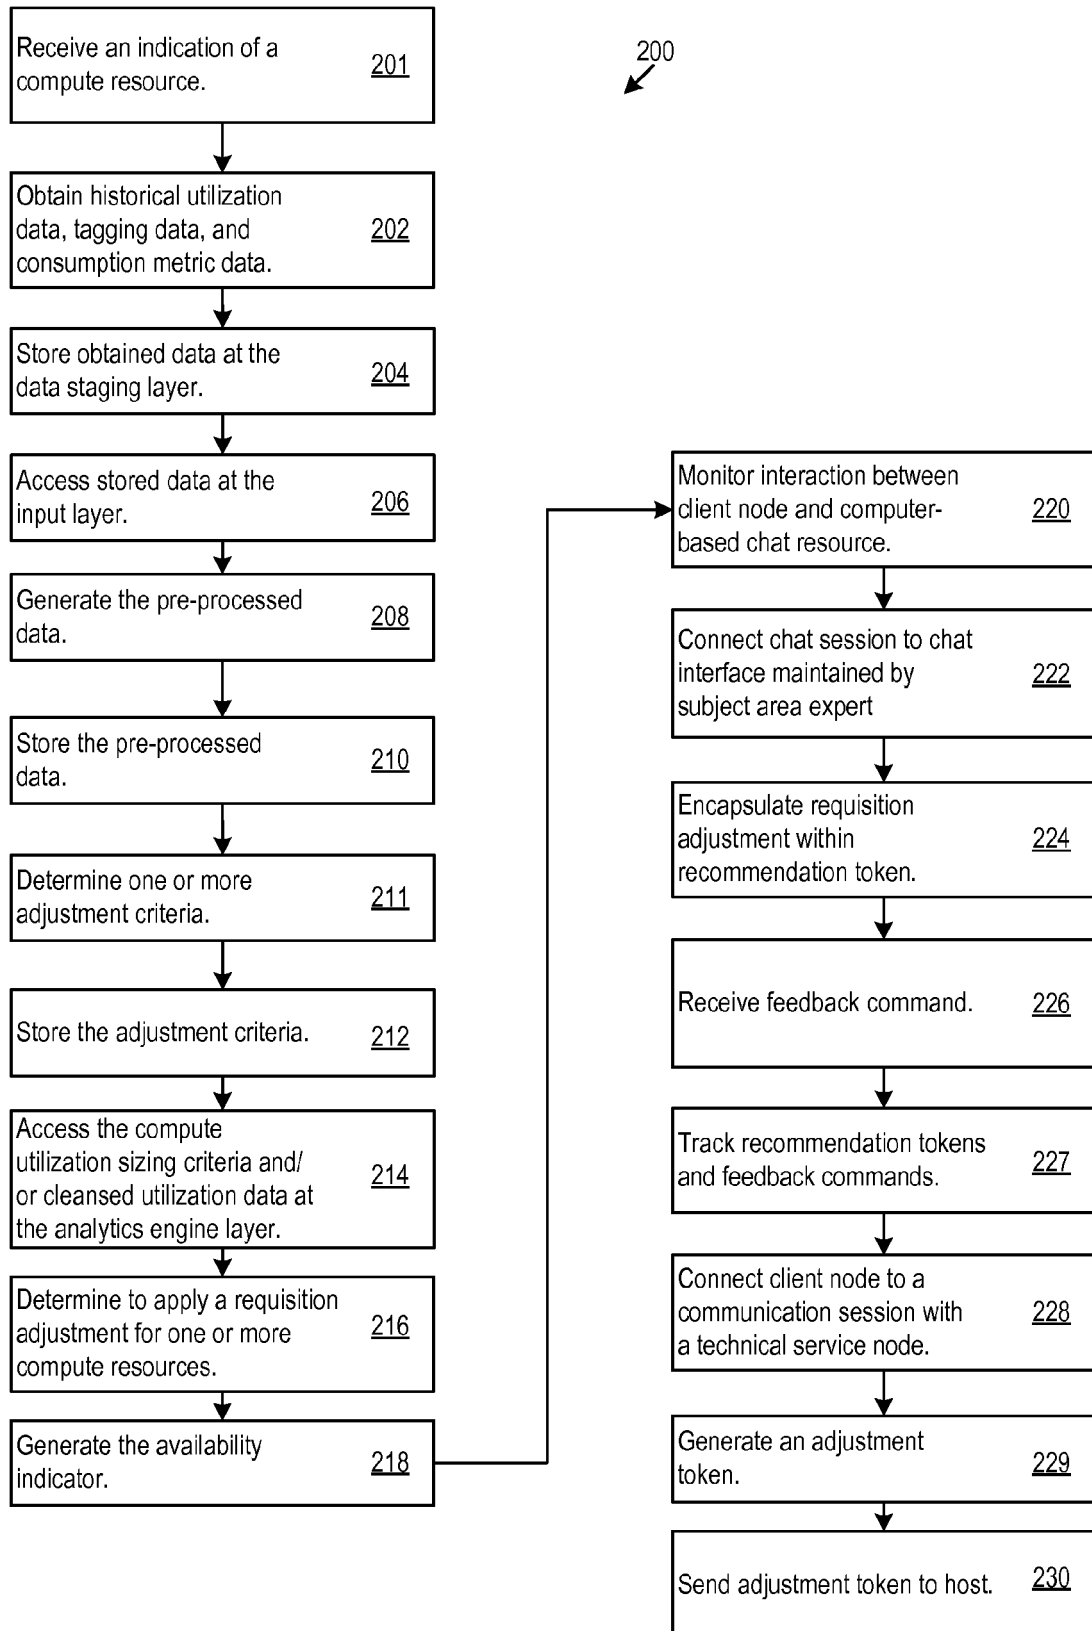 Receive an indication of a
compute resource.
201
200
Obtain historical utilization
data, tagging data, and
consumption metric data.
202
Store obtained data at the
data staging layer.
204
Access stored data at the
input layer.
206
Generate the pre-processed
data.
208
Store the pre-processed
data.
210
Determine one or more
adjustment criteria.
211
Store the adjustment criteria.
212
Access the compute
utilization sizing criteria and/
or cleansed utilization data at
the analytics engine layer.
214
Determine to apply a requisition
adjustment for one or more
compute resources.
216
Generate the availability
indicator.
218
Monitor interaction between
client node and computer-
based chat resource.
220
Connect chat session to chat
interface maintained by
subject area expert
222
Encapsulate requisition
adjustment within
recommendation token.
224
Receive feedback command.
226
Track recommendation tokens
and feedback commands.
227
Connect client node to a
communication session with
a technical service node.
228
Generate an adjustment
token.
229
Send adjustment token to host.
230